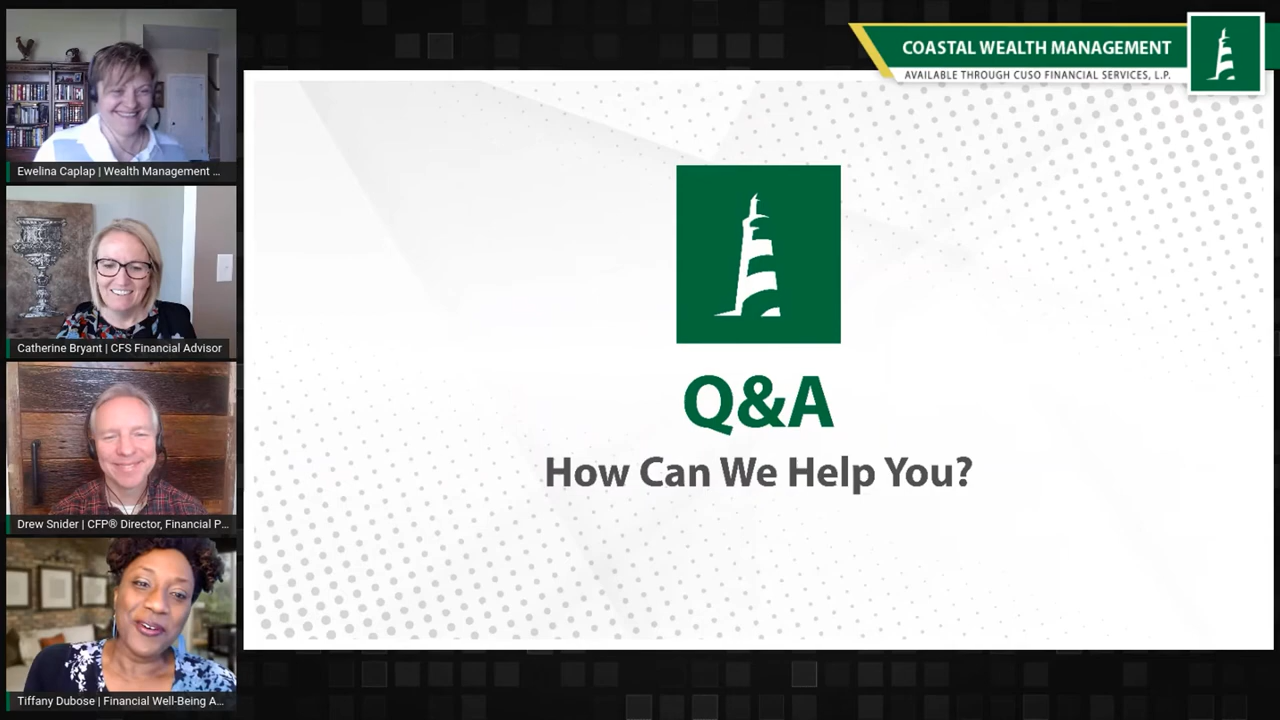 Ewelina Caplap | Wealth Management ...
Catherine Bryant | CFS Financial Advisor
Drew Snider | CFP® Director, Financial P...
Tiffany Dubose | Financial Well-Being A...
COASTAL WEALTH MANAGEMENT
AVAILABLE THROUGH CUSO FINANCIAL SERVICES, L.P.
Q&A
How Can We Help You?